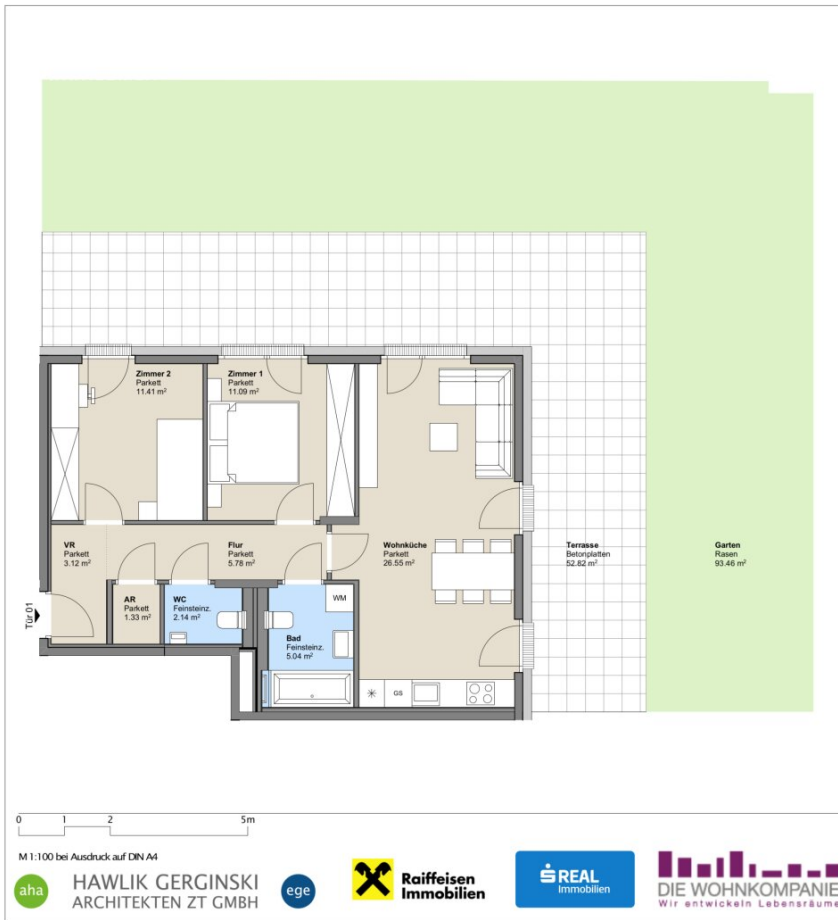 Zimmer 2
Parkett
11.41 m²
Zimmer 1
Parkett
11.09 m²
VR
Parkett
3.12 m²
Flur
Parkett
5.78 m²
Wohnküche
Parkett
26.55 m²
Terrasse
Betonplatten
52.82 m²
Garten
Rasen
93.46 m²
Tür 01
AR
Parkett
1.33 m²
WC
Feinsteinz.
2.14 m²
WM
Bad
Feinsteinz.
5.04 m²
GS
0 1 2 5m
M 1:100 bei Ausdruck auf DIN A4
aha
HAWLIK GERGINSKI
ARCHITEKTEN ZT GMBH
ege
Raiffeisen
Immobilien
S REAL
Immobilien
DIE WOHNKOMPANIE
Wir entwickeln Lebensräume